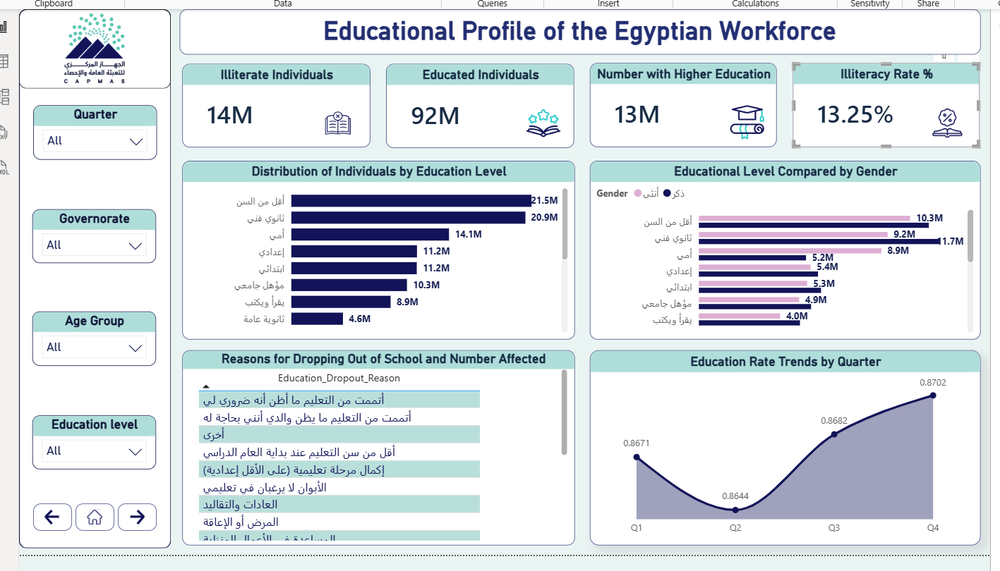 Clipboard
Data
Queries
Insert
Calculations
Sensitivity
Share
الجهاز المركزي
للتعبئة العامة والإحصاء
CAPMAS
Educational Profile of the Egyptian Workforce
Quarter
All
Governorate
All
Age Group
All
Education level
All
Illiterate Individuals
14M
Educated Individuals
92M
Number with Higher Education
13M
Illiteracy Rate %
13.25%
Distribution of Individuals by Education Level
أقل من السن 21.5M
ثانوي فني 20.9M
أمي 14.1M
إعدادي 11.2M
ابتدائي 11.2M
مؤهل جامعي 10.3M
يقرأ ويكتب 8.9M
ثانوية عامة 4.6M
Educational Level Compared by Gender
Gender أنثى ذكر
أقل من السن 10.3M
ثانوي فني 9.2M 11.7M
أمي 8.9M 5.2M
إعدادي 5.4M
ابتدائي 5.3M
مؤهل جامعي 4.9M
يقرأ ويكتب 4.0M
Reasons for Dropping Out of School and Number Affected
Education_Dropout_Reason
أتممت من التعليم ما أظن أنه ضروري لي
أتممت من التعليم ما يظن والدي أنني بحاجة له
أخرى
أقل من سن التعليم عند بداية العام الدراسي
إكمال مرحلة تعليمية (على الأقل إعدادية)
الأبوان لا يرغبان في تعليمي
العادات والتقاليد
المرض أو الإعاقة
Education Rate Trends by Quarter
0.8671
0.8644
0.8682
0.8702
Q1
Q2
Q3
Q4